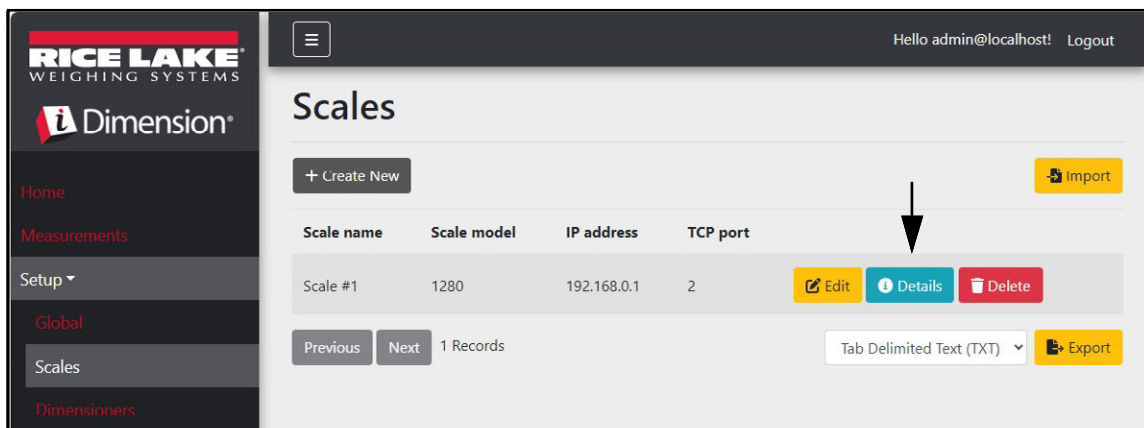 RICE LAKE®
WEIGHING SYSTEMS
i Dimension®
Home
Measurements
Setup
Global
Scales
Dimensioners
Hello admin@localhost! Logout
Scales
+ Create New
Import
Scale name Scale model IP address TCP port
Scale #1 1280 192.168.0.1 2 Edit Details Delete
Previous Next 1 Records Tab Delimited Text (TXT) Export